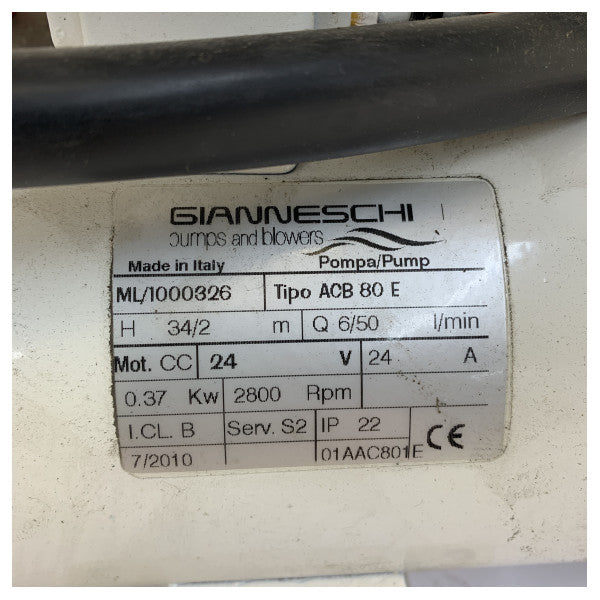 GIANNESCHI
pumps and blowers
Made in Italy Pompa/Pump
ML/1000326 Tipo ACB 80 E
H 34/2 m Q 6/50 l/min
Mot. CC 24 V 24 A
0.37 Kw 2800 Rpm
I.CL. B Serv. S2 IP 22 CE
7/2010 01AAC801E